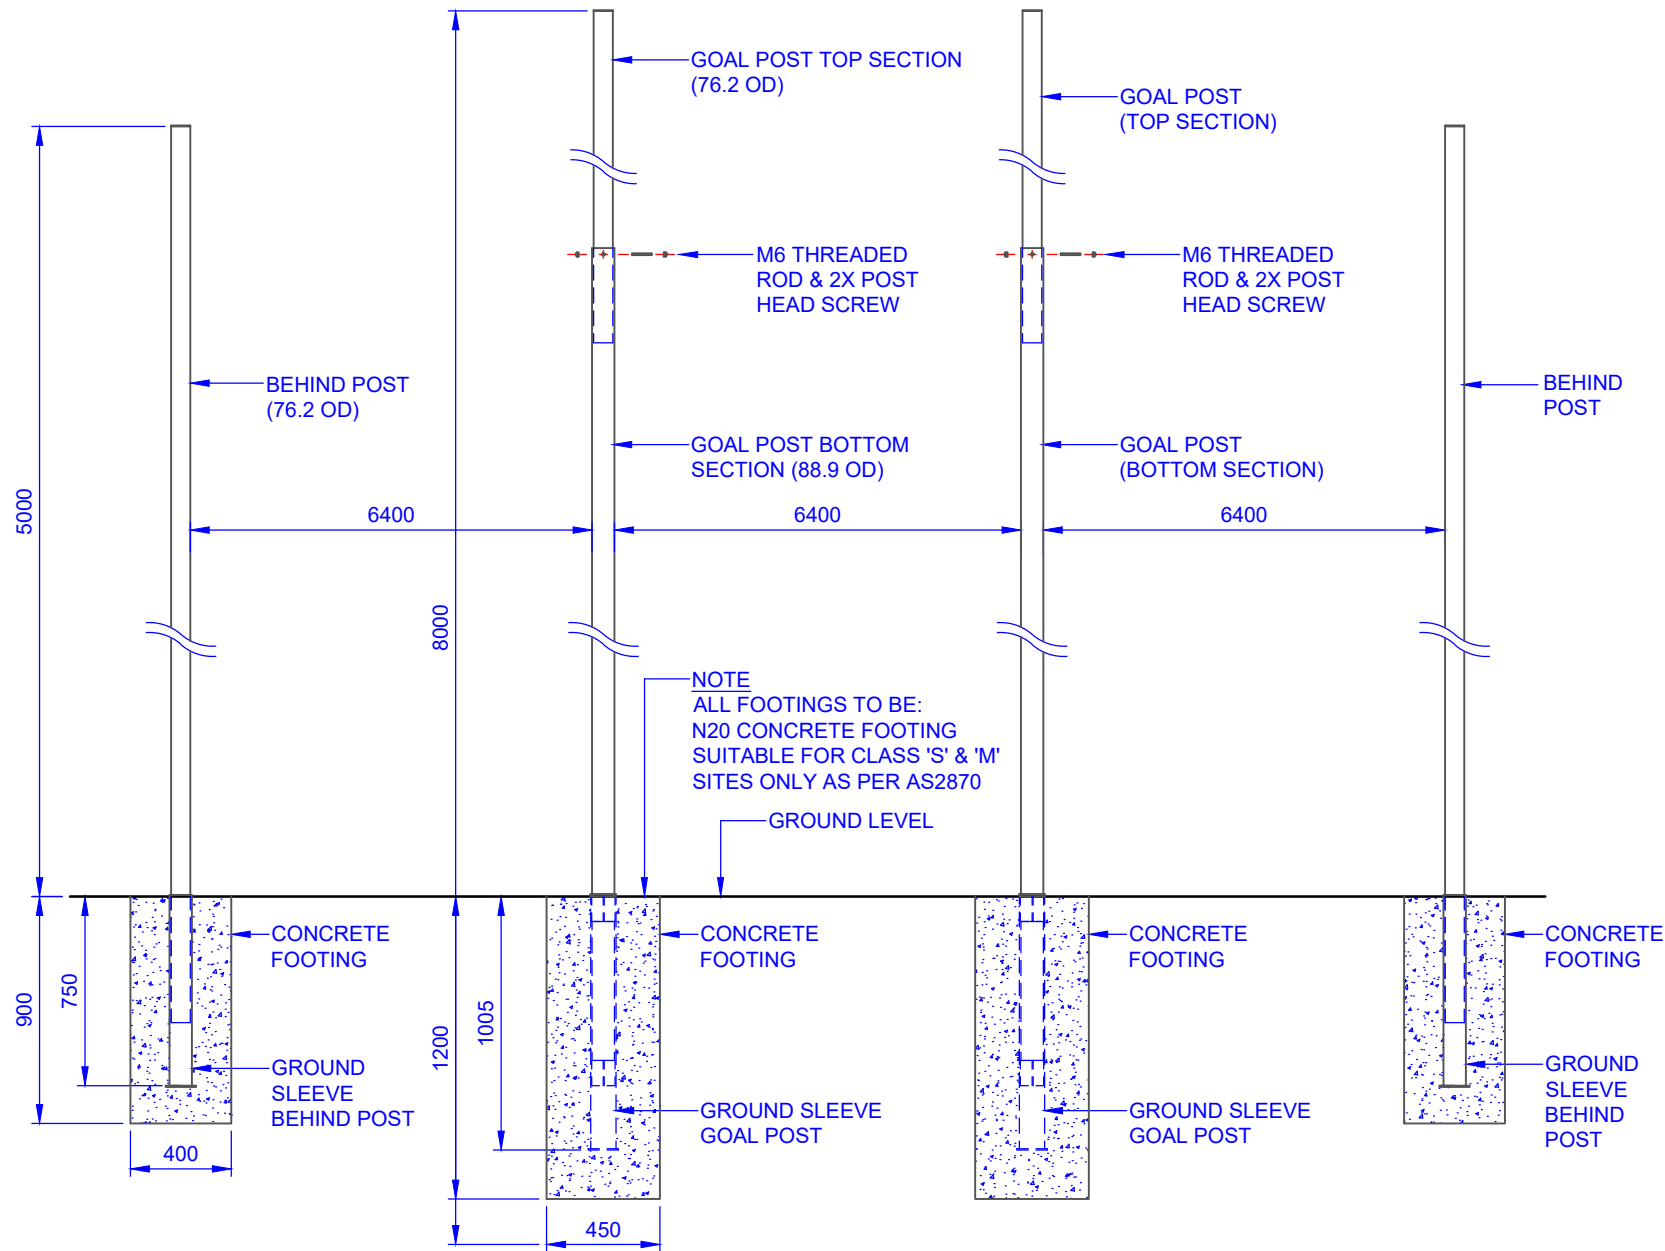 GOAL POST TOP SECTION
(76.2 OD)
GOAL POST
(TOP SECTION)
M6 THREADED
ROD & 2X POST
HEAD SCREW
M6 THREADED
ROD & 2X POST
HEAD SCREW
BEHIND POST
(76.2 OD)
BEHIND
POST
GOAL POST BOTTOM
SECTION (88.9 OD)
GOAL POST
(BOTTOM SECTION)
5000
6400
6400
6400
8000
NOTE
ALL FOOTINGS TO BE:
N20 CONCRETE FOOTING
SUITABLE FOR CLASS 'S' & 'M'
SITES ONLY AS PER AS2870
GROUND LEVEL
CONCRETE
FOOTING
CONCRETE
FOOTING
CONCRETE
FOOTING
CONCRETE
FOOTING
900
750
1200
1005
GROUND
SLEEVE
BEHIND POST
GROUND SLEEVE
GOAL POST
GROUND SLEEVE
GOAL POST
GROUND
SLEEVE
BEHIND
POST
400
450